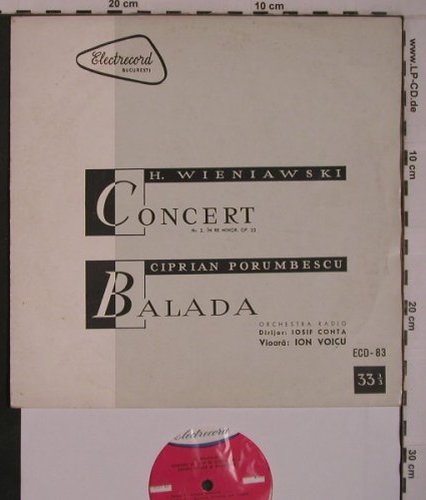 20 cm
10 cm
www.LP-CD.de
Electrecord
BUCUREȘTI
10 cm
H. WIENIAWSKI
CONCERT
Nr. 2, ÎN RE MINOR, OP. 22
CIPRIAN PORUMBESCU
BALADA
ORCHESTRA RADIO
Dirijor: IOSIF CONTA
Vioară: ION VOICU
20 cm
ECD-83
33 1/3
electrecord
30 cm